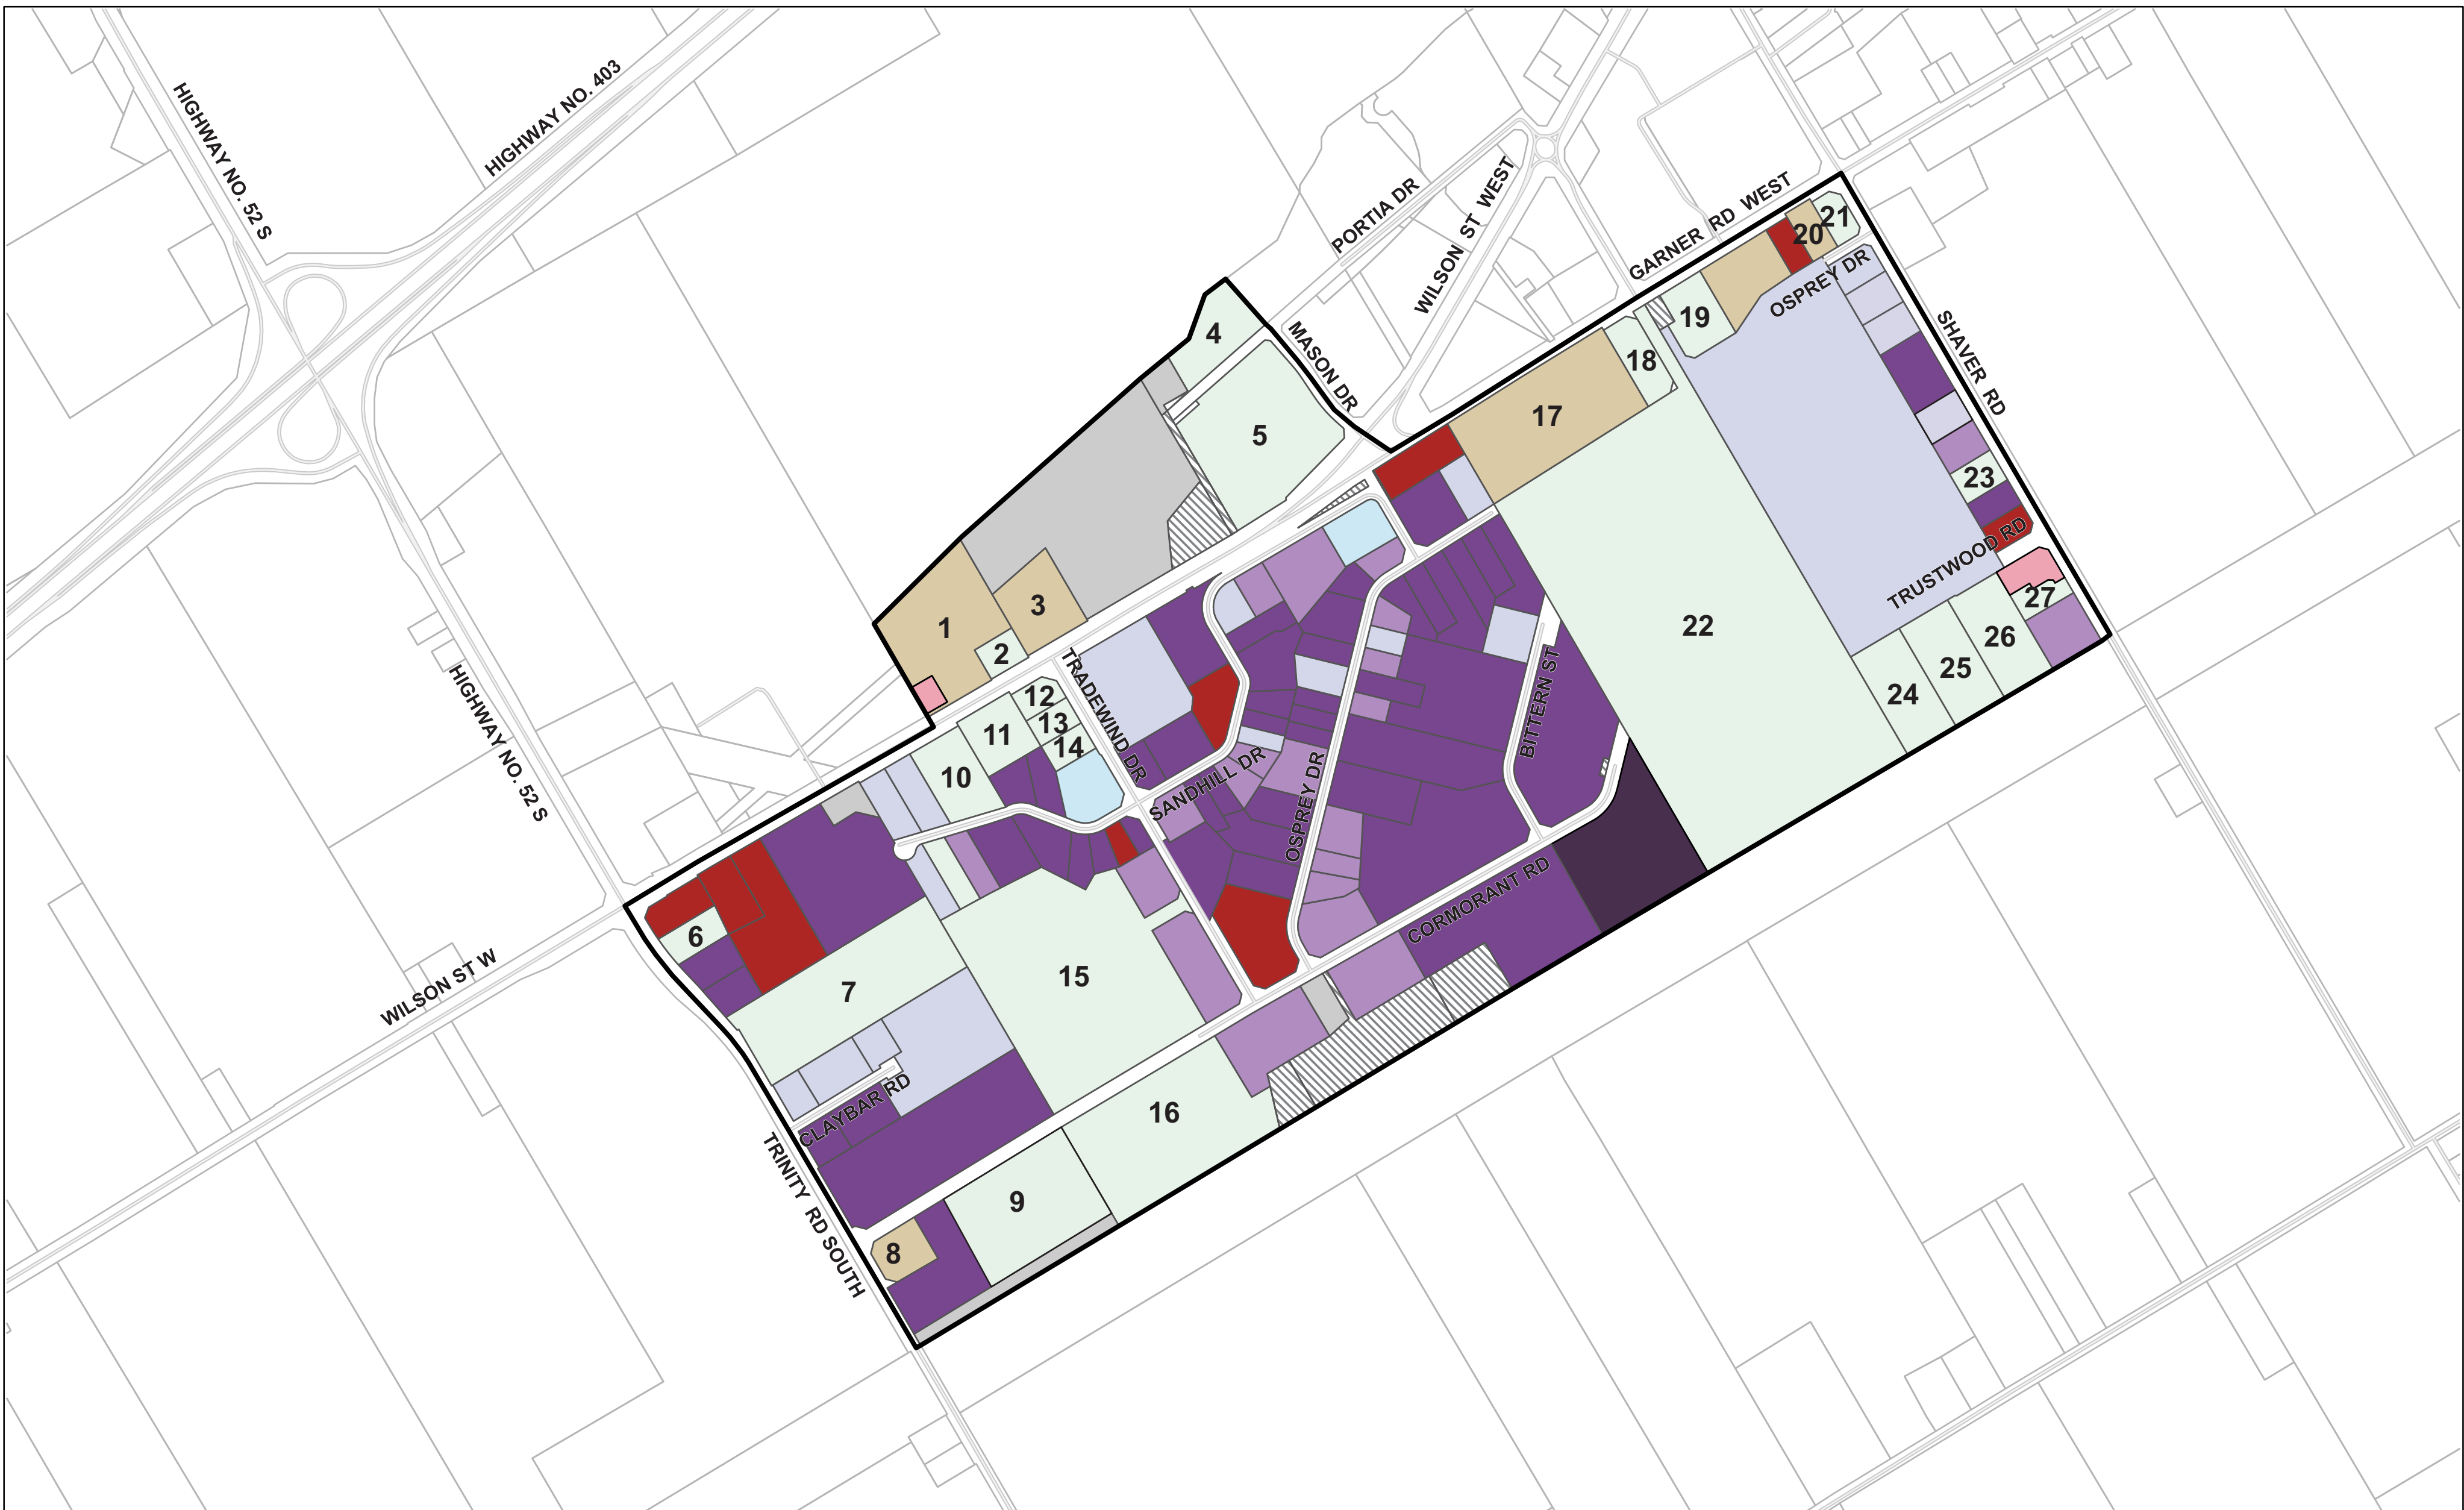 HIGHWAY NO. 52 S
HIGHWAY NO. 403
PORTIA DR
WILSON ST WEST
GARNER RD WEST
21
20
OSPREY DR
19
SHAVER RD
4
MASON DR
18
17
5
23
TRUSTWOOD RD
27
3
1
2
22
26
25
24
HIGHWAY NO. 52 S
TRADEWIND DR
12
13
14
11
10
BITTERN ST
SANDHILL DR
OSPREY DR
CORMORANT RD
6
WILSON ST W
7
15
CLAYBAR RD
16
TRINITY RD SOUTH
9
8